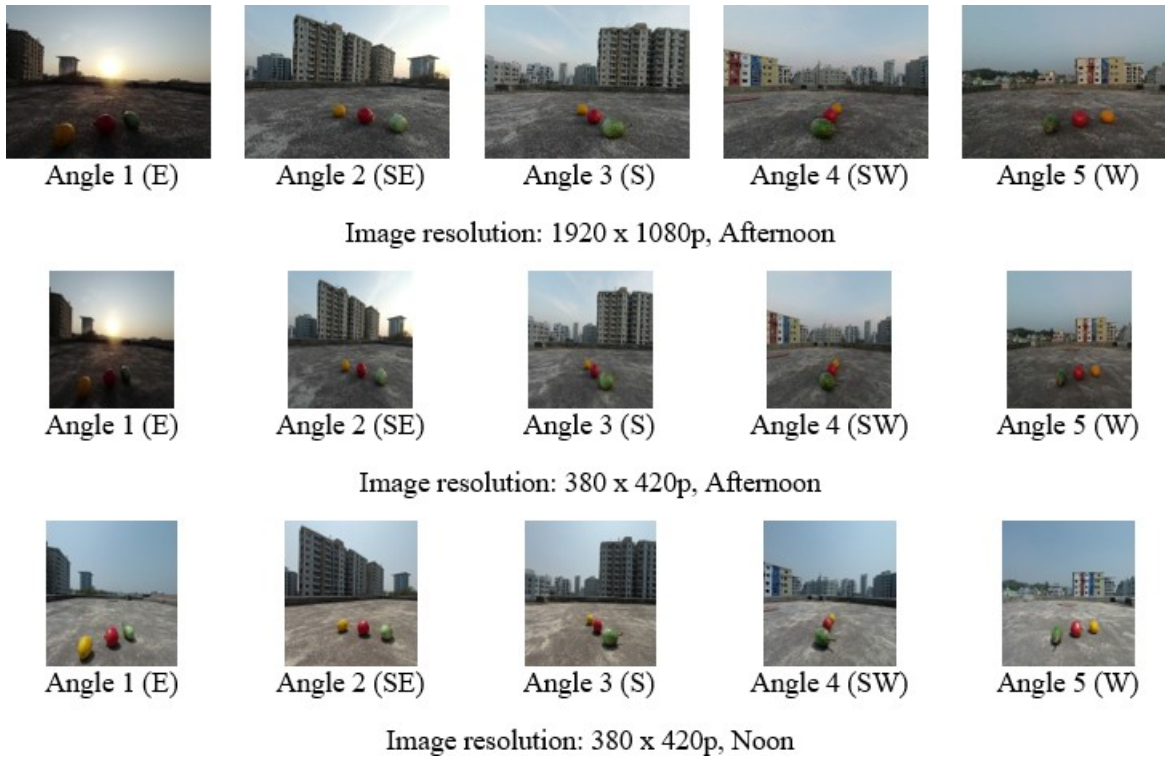 Angle 1 (E) Angle 2 (SE) Angle 3 (S) Angle 4 (SW) Angle 5 (W)
Image resolution: 1920 x 1080p, Afternoon
Angle 1 (E) Angle 2 (SE) Angle 3 (S) Angle 4 (SW) Angle 5 (W)
Image resolution: 380 x 420p, Afternoon
Angle 1 (E) Angle 2 (SE) Angle 3 (S) Angle 4 (SW) Angle 5 (W)
Image resolution: 380 x 420p, Noon